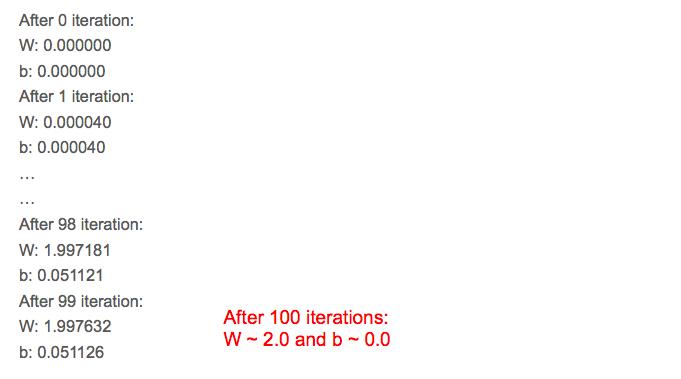 After 0 iteration:
W: 0.000000
b: 0.000000
After 1 iteration:
W: 0.000040
b: 0.000040
…
…
After 98 iteration:
W: 1.997181
b: 0.051121
After 99 iteration:
W: 1.997632
b: 0.051126
After 100 iterations:
W ~ 2.0 and b ~ 0.0